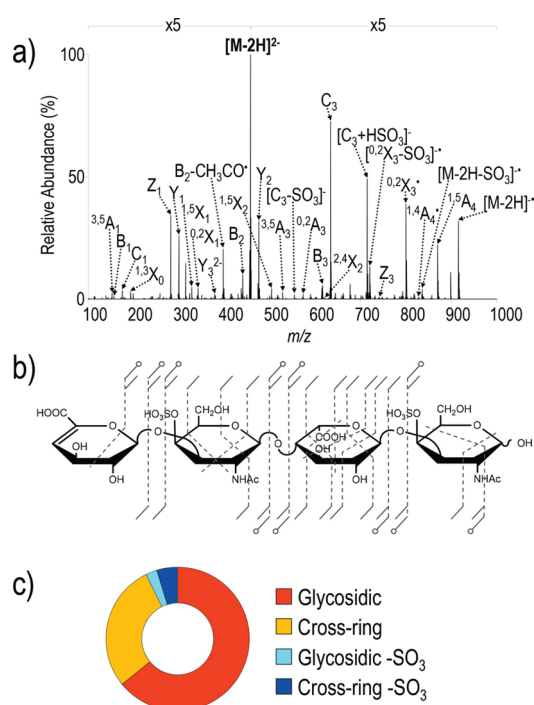 x5 x5
a)
[M-2H]²⁻
Relative Abundance (%)
100
50
0
C₃
[C₃+HSO₃]⁻
[⁰,²X₃-SO₃]⁻•
B₂-CH₃CO•
Y₂
[C₃-SO₃]⁻
⁰,²X₃•
[M-2H-SO₃]⁻•
Z₁
Y₁
¹,⁵X₁
¹,⁵X₂
⁰,²A₃
¹,⁴A₄•
¹,⁵A₄
[M-2H]⁻•
³,⁵A₁
B₁
C₁
¹,³X₀
⁰,²X₁
Y₃²⁻
B₂
³,⁵A₃
B₃
²,⁴X₂
Z₃
100 200 300 400 500 600 700 800 900 1000
m/z
b)
HOOC
O
OH
OH
O
HO₃SO
CH₂OH
O
NHAc
O
COOH
OH
O
OH
O
HO₃SO
CH₂OH
O
OH
NHAc
c)
Glycosidic
Cross-ring
Glycosidic -SO₃
Cross-ring -SO₃